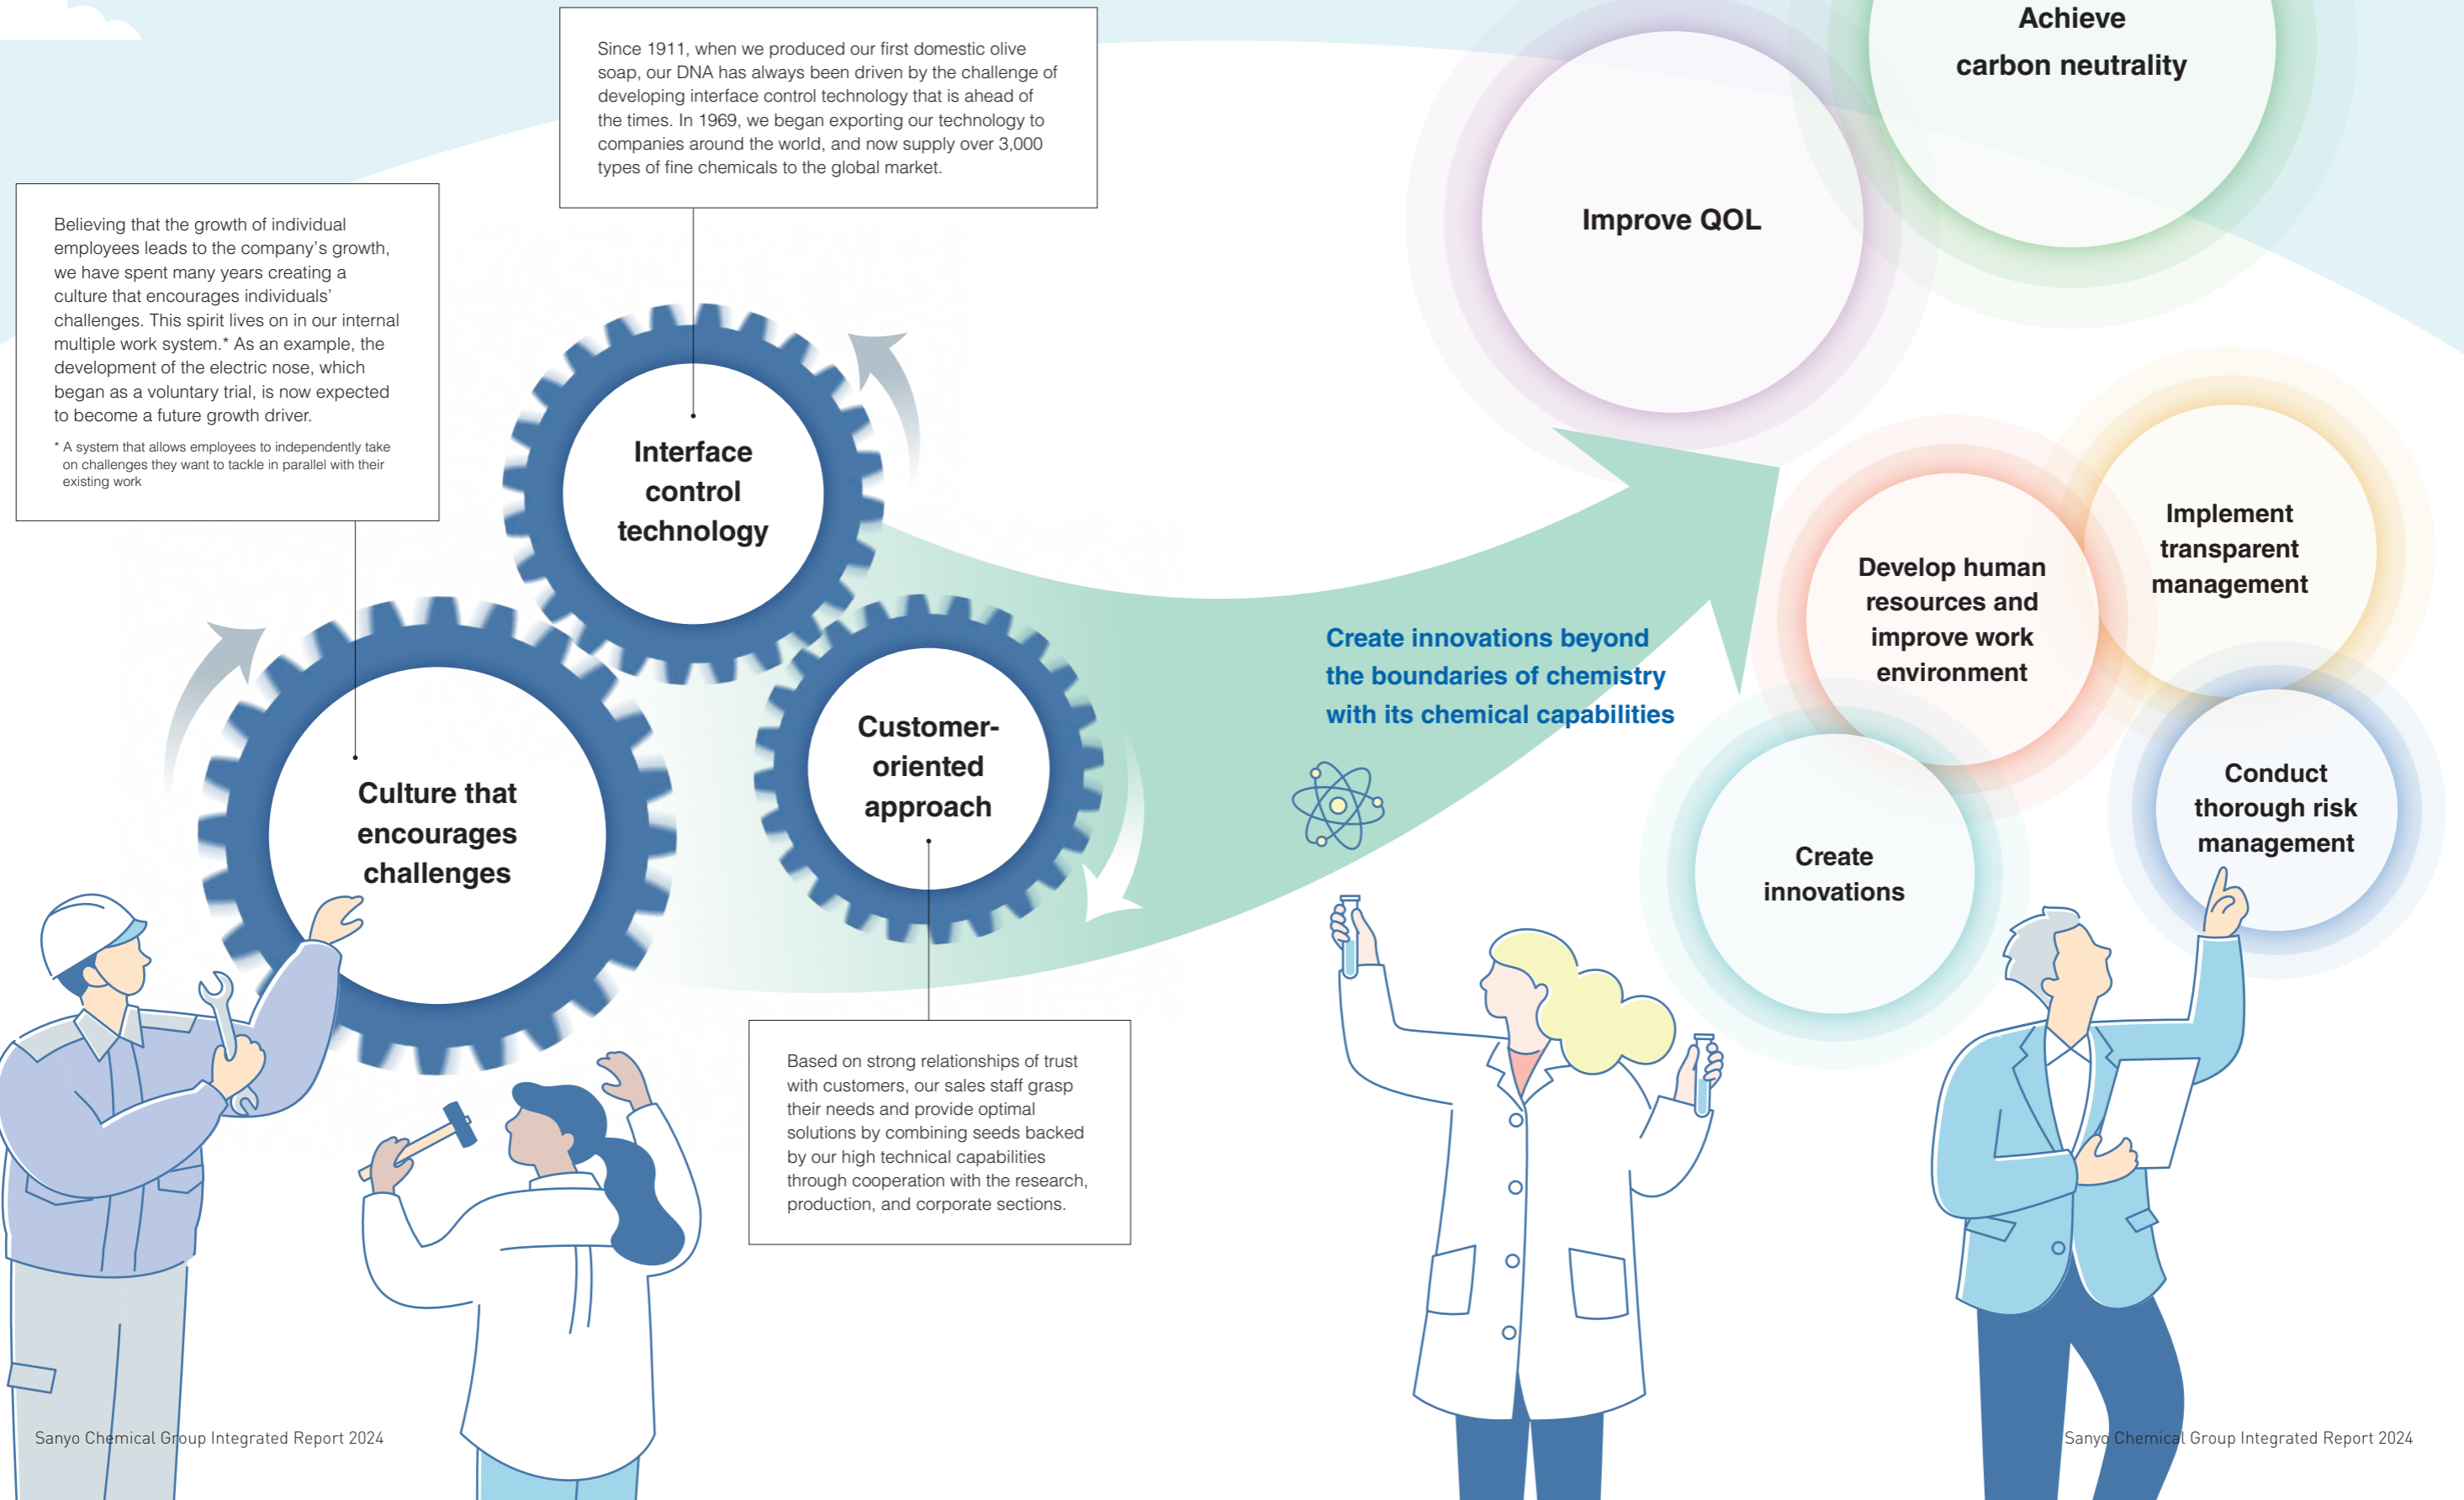 Since 1911, when we produced our first domestic olive
soap, our DNA has always been driven by the challenge of
developing interface control technology that is ahead of
the times. In 1969, we began exporting our technology to
companies around the world, and now supply over 3,000
types of fine chemicals to the global market.
Believing that the growth of individual
employees leads to the company's growth,
we have spent many years creating a
culture that encourages individuals'
challenges. This spirit lives on in our internal
multiple work system.* As an example, the
development of the electric nose, which
began as a voluntary trial, is now expected
to become a future growth driver.
* A system that allows employees to independently take
on challenges they want to tackle in parallel with their
existing work
Interface
control
technology
Culture that
encourages
challenges
Customer-
oriented
approach
Based on strong relationships of trust
with customers, our sales staff grasp
their needs and provide optimal
solutions by combining seeds backed
by our high technical capabilities
through cooperation with the research,
production, and corporate sections.
Create innovations beyond
the boundaries of chemistry
with its chemical capabilities
Achieve
carbon neutrality
Improve QOL
Implement
transparent
management
Develop human
resources and
improve work
environment
Conduct
thorough risk
management
Create
innovations
Sanyo Chemical Group Integrated Report 2024
Sanyo Chemical Group Integrated Report 2024